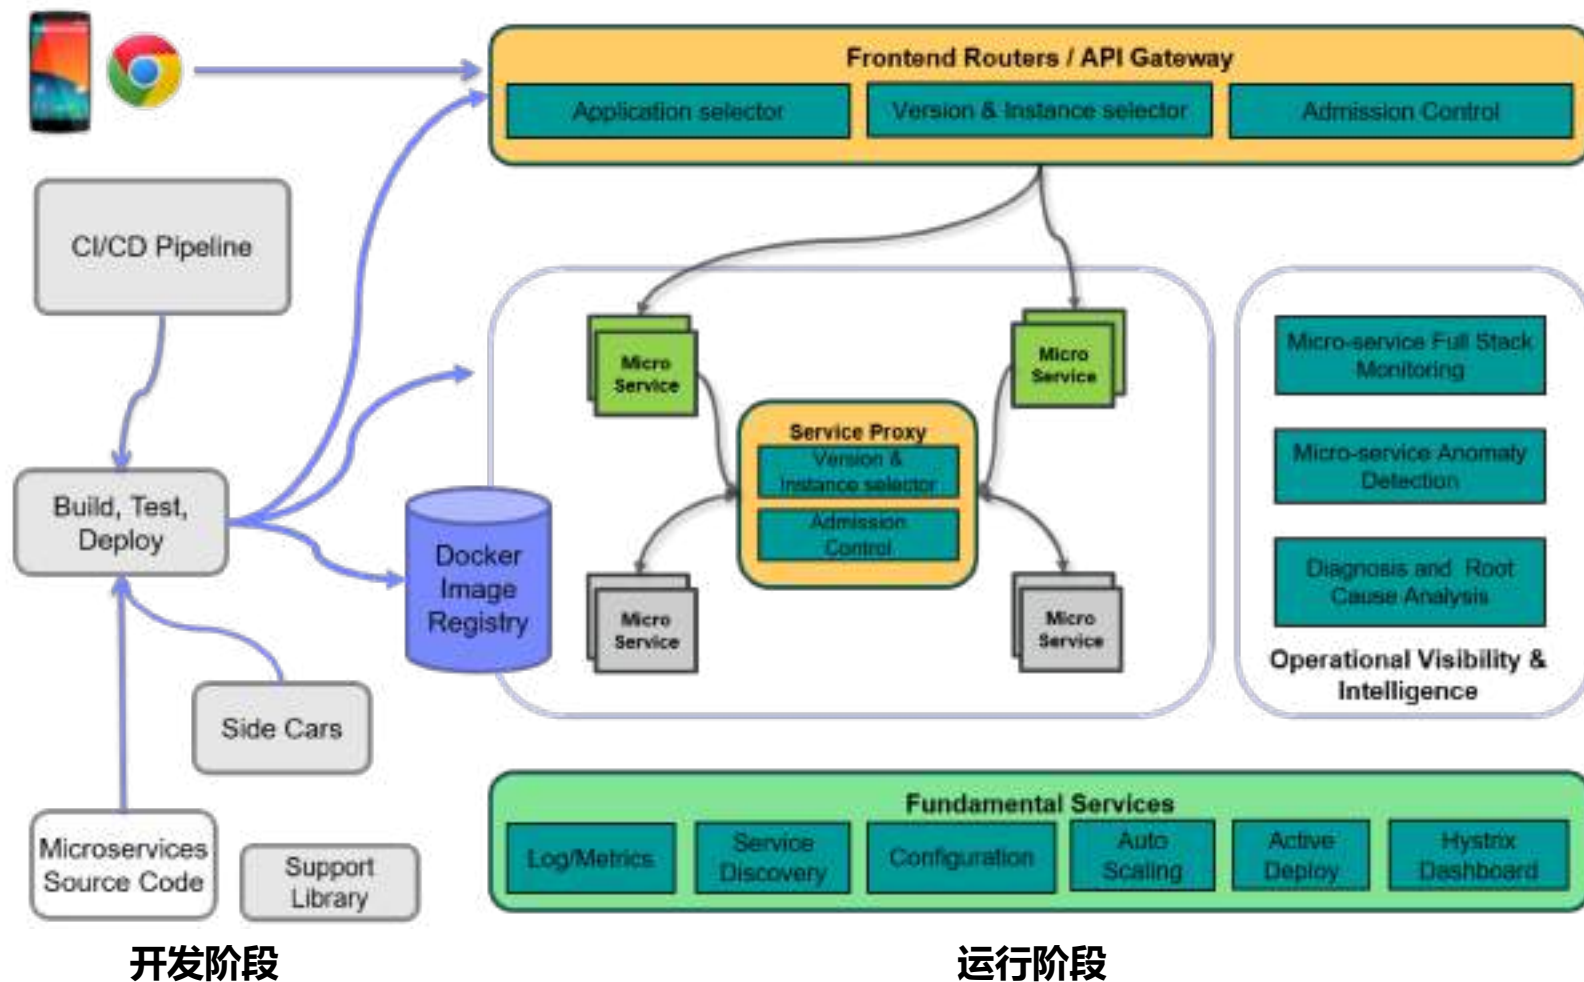 Frontend Routers / API Gateway
Application selector
Version & Instance selector
Admission Control
CI/CD Pipeline
Build, Test,
Deploy
Docker
Image
Registry
Side Cars
Microservices
Source Code
Support
Library
Micro
Service
Micro
Service
Service Proxy
Version &
Instance selector
Admission
Control
Micro
Service
Micro
Service
Micro-service Full Stack
Monitoring
Micro-service Anomaly
Detection
Diagnosis and Root
Cause Analysis
Operational Visibility &
Intelligence
Fundamental Services
Log/Metrics
Service
Discovery
Configuration
Auto
Scaling
Active
Deploy
Hystrix
Dashboard
开发阶段
运行阶段